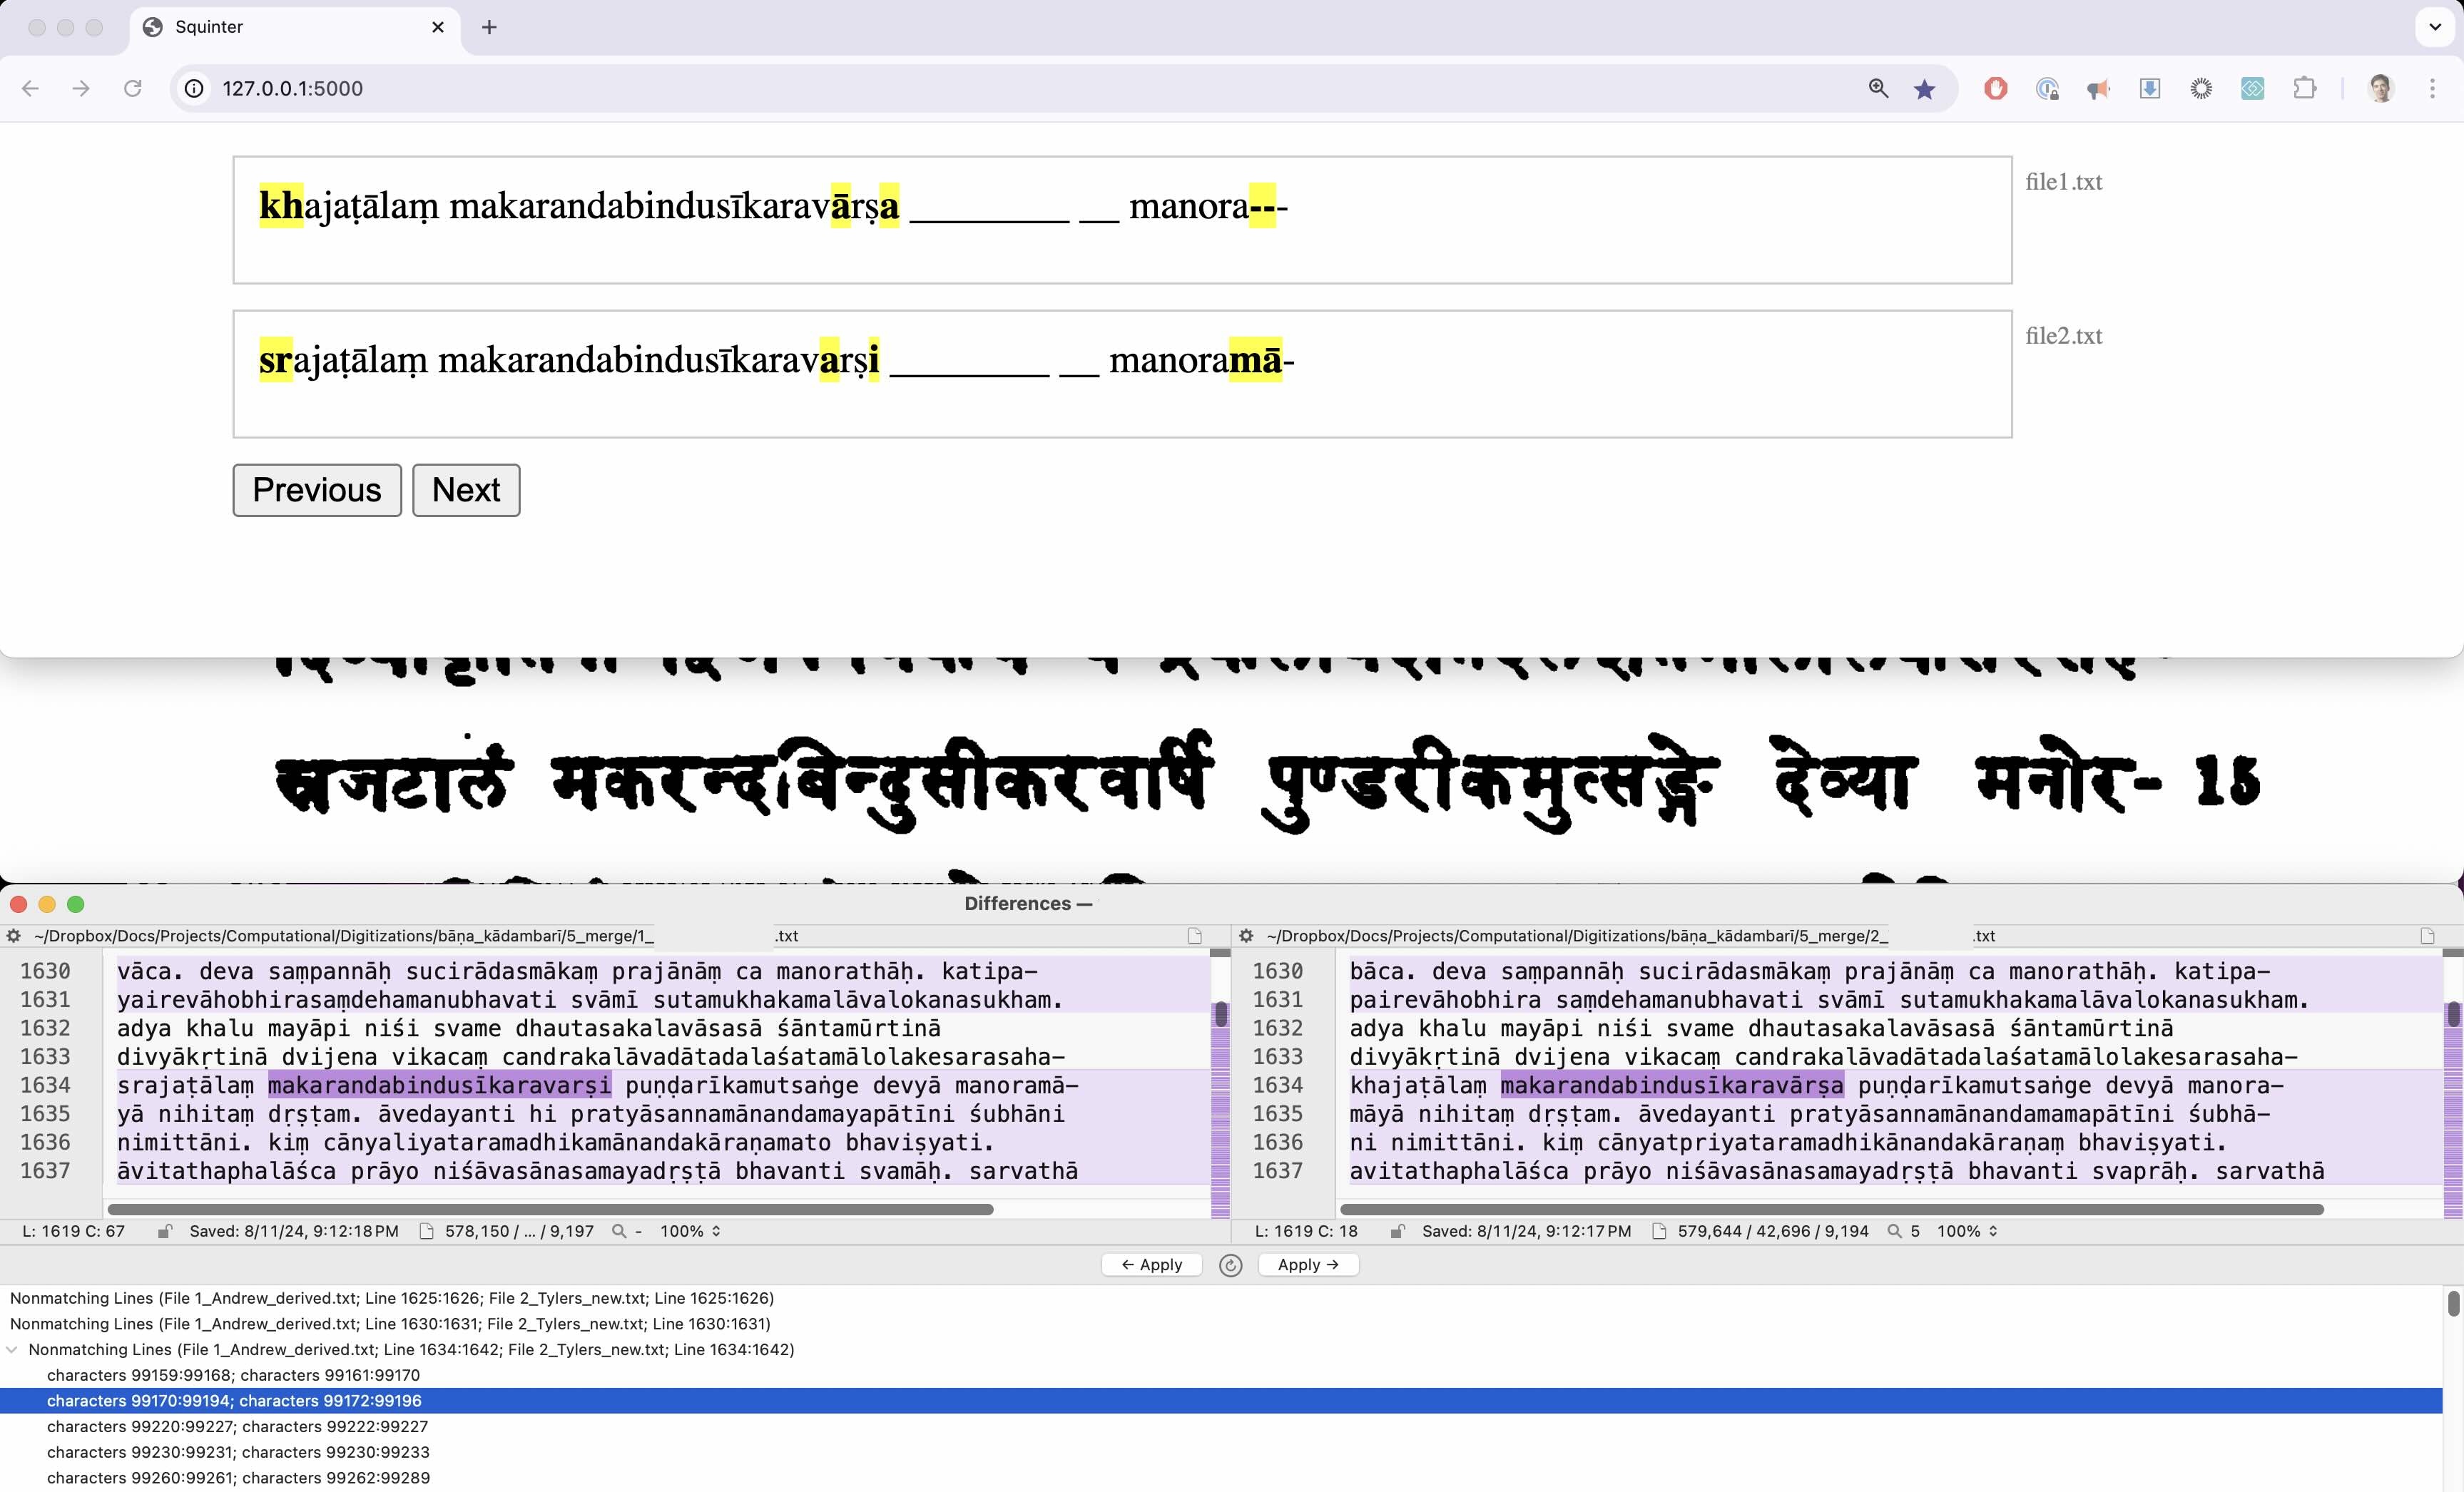 Squinter
127.0.0.1:5000
khajaṭālaṃ makarandabindusīkaravārṣa ________ __ manora---
file1.txt
srajaṭālaṃ makarandabindusīkaravarṣi ________ __ manoramā-
file2.txt
Previous Next
स्रजटालं मकरन्दबिन्दुसीकरवार्षि पुण्डरीकमुत्सङ्गे देव्या मनोर- 15
Differences —
~/Dropbox/Docs/Projects/Computational/Digitizations/bāṇa_kādambarī/5_merge/1_ .txt
1630 vāca. deva saṃpannāḥ sucirādasmākaṃ prajānāṃ ca manorathāḥ. katipa-
1631 yairevāhobhirasaṃdehamanubhavati svāmī sutamukhakamalāvalokanasukham.
1632 adya khalu mayāpi niśi svame dhautasakalavāsasā śāntamūrtinā
1633 divyākṛtinā dvijena vikacaṃ candrakalāvadātadalaśatamālolakesarasaha-
1634 srajaṭālaṃ makarandabindusīkaravarṣi puṇḍarīkamutsaṅge devyā manoramā-
1635 yā nihitaṃ dṛṣṭam. āvedayanti hi pratyāsannamānandamayapātīni śubhāni
1636 nimittāni. kiṃ cānyaliyataramadhikamānandakāraṇamato bhaviṣyati.
1637 āvitathaphalāśca prāyo niśāvasānasamayadṛṣṭā bhavanti svamāḥ. sarvathā
L: 1619 C: 67 Saved: 8/11/24, 9:12:18 PM 578,150 / … / 9,197 - 100%
~/Dropbox/Docs/Projects/Computational/Digitizations/bāṇa_kādambarī/5_merge/2_ .txt
1630 bāca. deva saṃpannāḥ sucirādasmākaṃ prajānāṃ ca manorathāḥ. katipa-
1631 pairevāhobhira saṃdehamanubhavati svāmī sutamukhakamalāvalokanasukham.
1632 adya khalu mayāpi niśi svame dhautasakalavāsasā śāntamūrtinā
1633 divyākṛtinā dvijena vikacaṃ candrakalāvadātadalaśatamālolakesarasaha-
1634 khajaṭālaṃ makarandabindusīkaravārṣa puṇḍarīkamutsaṅge devyā manora-
1635 māyā nihitaṃ dṛṣṭam. āvedayanti pratyāsannamānandamamapātīni śubhā-
1636 ni nimittāni. kiṃ cānyatpriyataramadhikānandakāraṇaṃ bhaviṣyati.
1637 avitathaphalāśca prāyo niśāvasānasamayadṛṣṭā bhavanti svaprāḥ. sarvathā
L: 1619 C: 18 Saved: 8/11/24, 9:12:17 PM 579,644 / 42,696 / 9,194 5 100%
← Apply Apply →
Nonmatching Lines (File 1_Andrew_derived.txt; Line 1625:1626; File 2_Tylers_new.txt; Line 1625:1626)
Nonmatching Lines (File 1_Andrew_derived.txt; Line 1630:1631; File 2_Tylers_new.txt; Line 1630:1631)
Nonmatching Lines (File 1_Andrew_derived.txt; Line 1634:1642; File 2_Tylers_new.txt; Line 1634:1642)
characters 99159:99168; characters 99161:99170
characters 99170:99194; characters 99172:99196
characters 99220:99227; characters 99222:99227
characters 99230:99231; characters 99230:99233
characters 99260:99261; characters 99262:99289